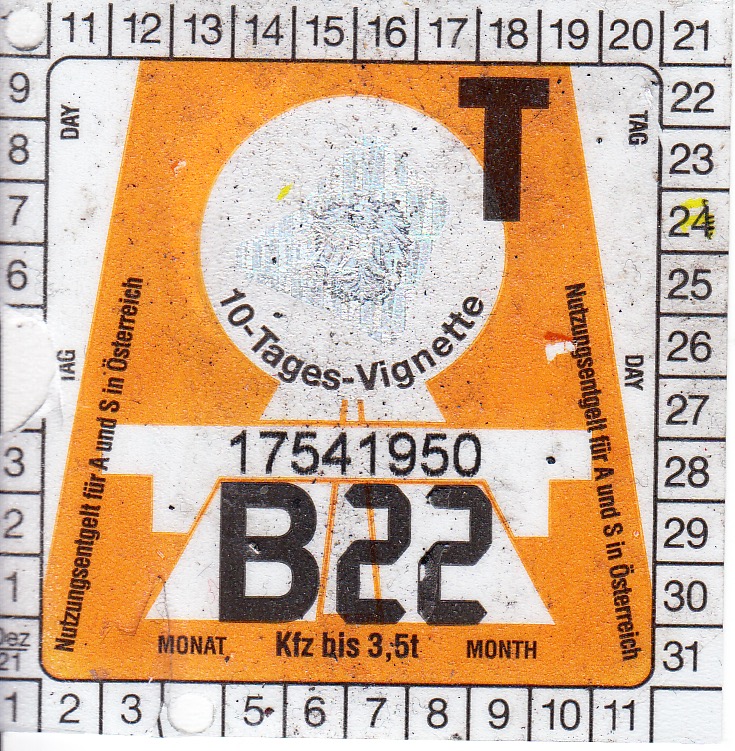 11 12 13 14 15 16 17 18 19 20 21
9
8
7
6
3
2
1
Dez
21
DAY
TAG
T
TAG
DAY
22
23
24
25
26
27
28
29
30
31
10-Tages-Vignette
Nutzungsentgelt für A und S in Österreich
Nutzungsentgelt für A und S in Österreich
17541950
B22
MONAT Kfz bis 3,5t MONTH
1 2 3 5 6 7 8 9 10 11